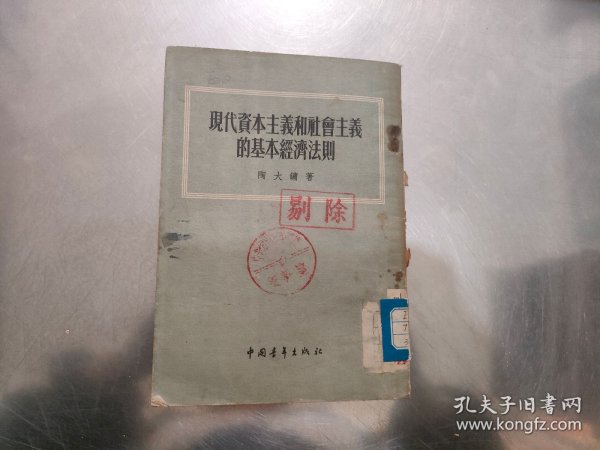 現代資本主義和社會主義
的基本經濟法則
陶大鏞著
剔除
中國青年出版社
孔夫子旧书网
www.kongfz.com